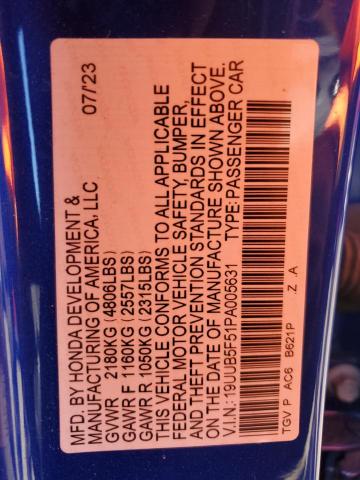 MFD. BY HONDA DEVELOPMENT &
MANUFACTURING OF AMERICA, LLC 07/23
GVWR 2180KG (4806LBS)
GAWR F 1160KG (2557LBS)
GAWR R 1050KG (2315LBS)
THIS VEHICLE CONFORMS TO ALL APPLICABLE
FEDERAL MOTOR VEHICLE SAFETY, BUMPER,
AND THEFT PREVENTION STANDARDS IN EFFECT
ON THE DATE OF MANUFACTURE SHOWN ABOVE.
V.I.N.: 19UUB5F51PA005631 TYPE: PASSENGER CAR
TGV P AC6 B621P .Z .A